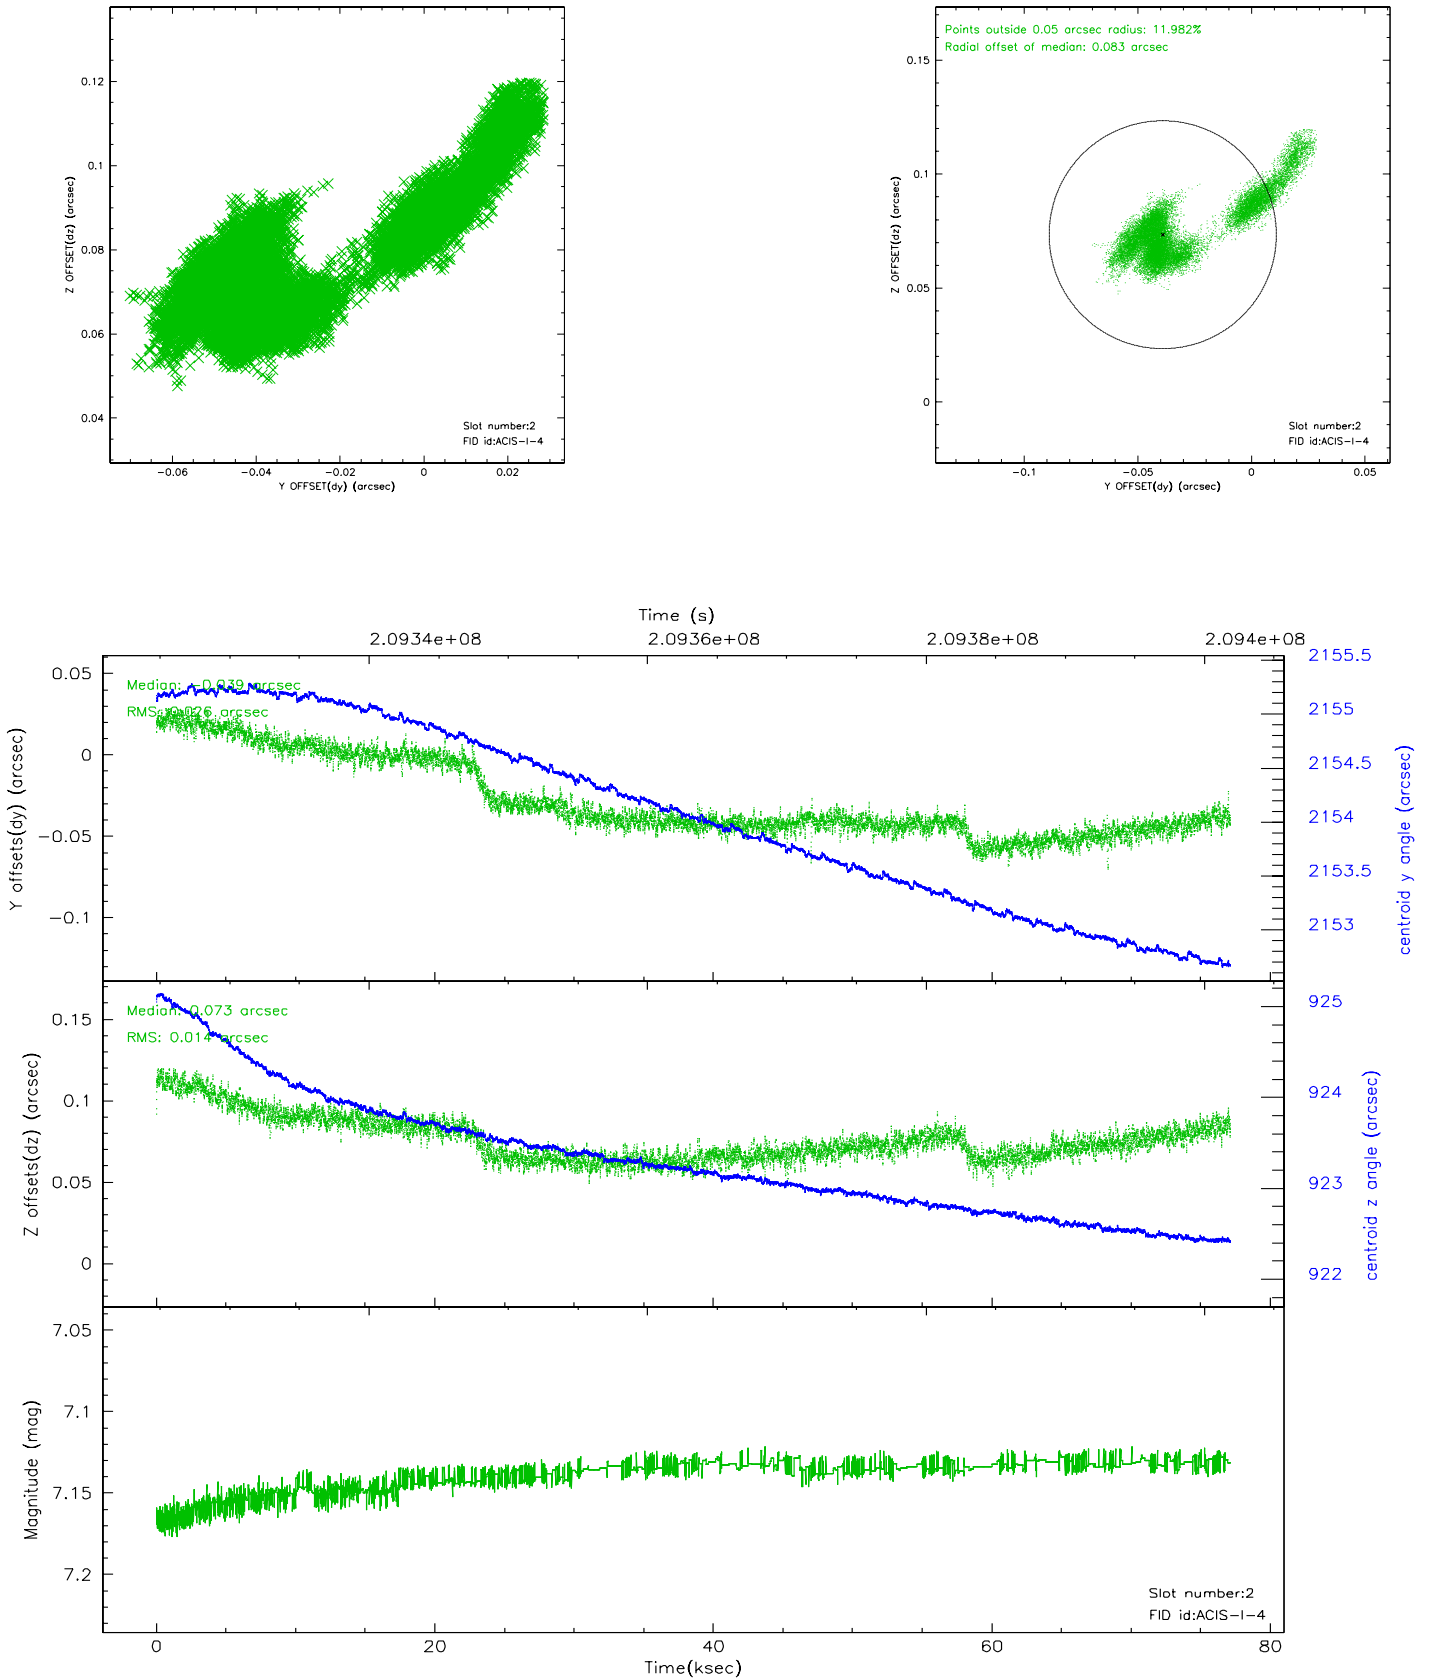 0.12
0.1
0.08
0.06
0.04
Z OFFSET(dz) (arcsec)
-0.06
-0.04
-0.02
0
0.02
Y OFFSET(dy) (arcsec)
Slot number:2
FID id:ACIS-I-4
Points outside 0.05 arcsec radius: 11.982%
Radial offset of median: 0.083 arcsec
0.15
0.1
0.05
0
Z OFFSET(dz) (arcsec)
-0.1
-0.05
0
0.05
Y OFFSET(dy) (arcsec)
Slot number:2
FID id:ACIS-I-4
Time (s)
2.0934e+08
2.0936e+08
2.0938e+08
2.094e+08
0.05
0
-0.05
-0.1
Y offsets(dy) (arcsec)
Median: -0.039 arcsec
RMS: 0.026 arcsec
2155.5
2155
2154.5
2154
2153.5
2153
centroid y angle (arcsec)
0.15
0.1
0.05
0
Z offsets(dz) (arcsec)
Median: 0.073 arcsec
RMS: 0.014 arcsec
925
924
923
922
centroid z angle (arcsec)
7.05
7.1
7.15
7.2
Magnitude (mag)
Slot number:2
FID id:ACIS-I-4
0
20
40
60
80
Time(ksec)